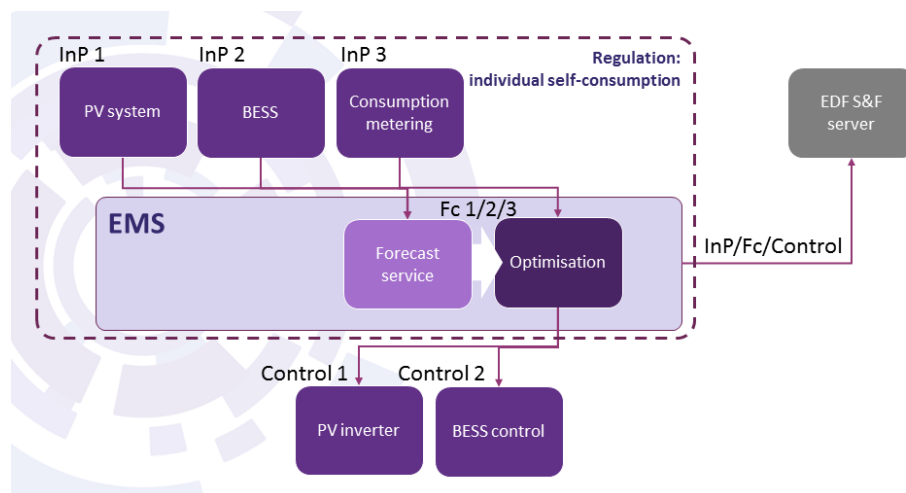 InP 1
InP 2
InP 3
Regulation:
individual self-consumption
PV system
BESS
Consumption
metering
EDF S&F
server
EMS
Fc 1/2/3
Forecast
service
Optimisation
InP/Fc/Control
Control 1
Control 2
PV inverter
BESS control